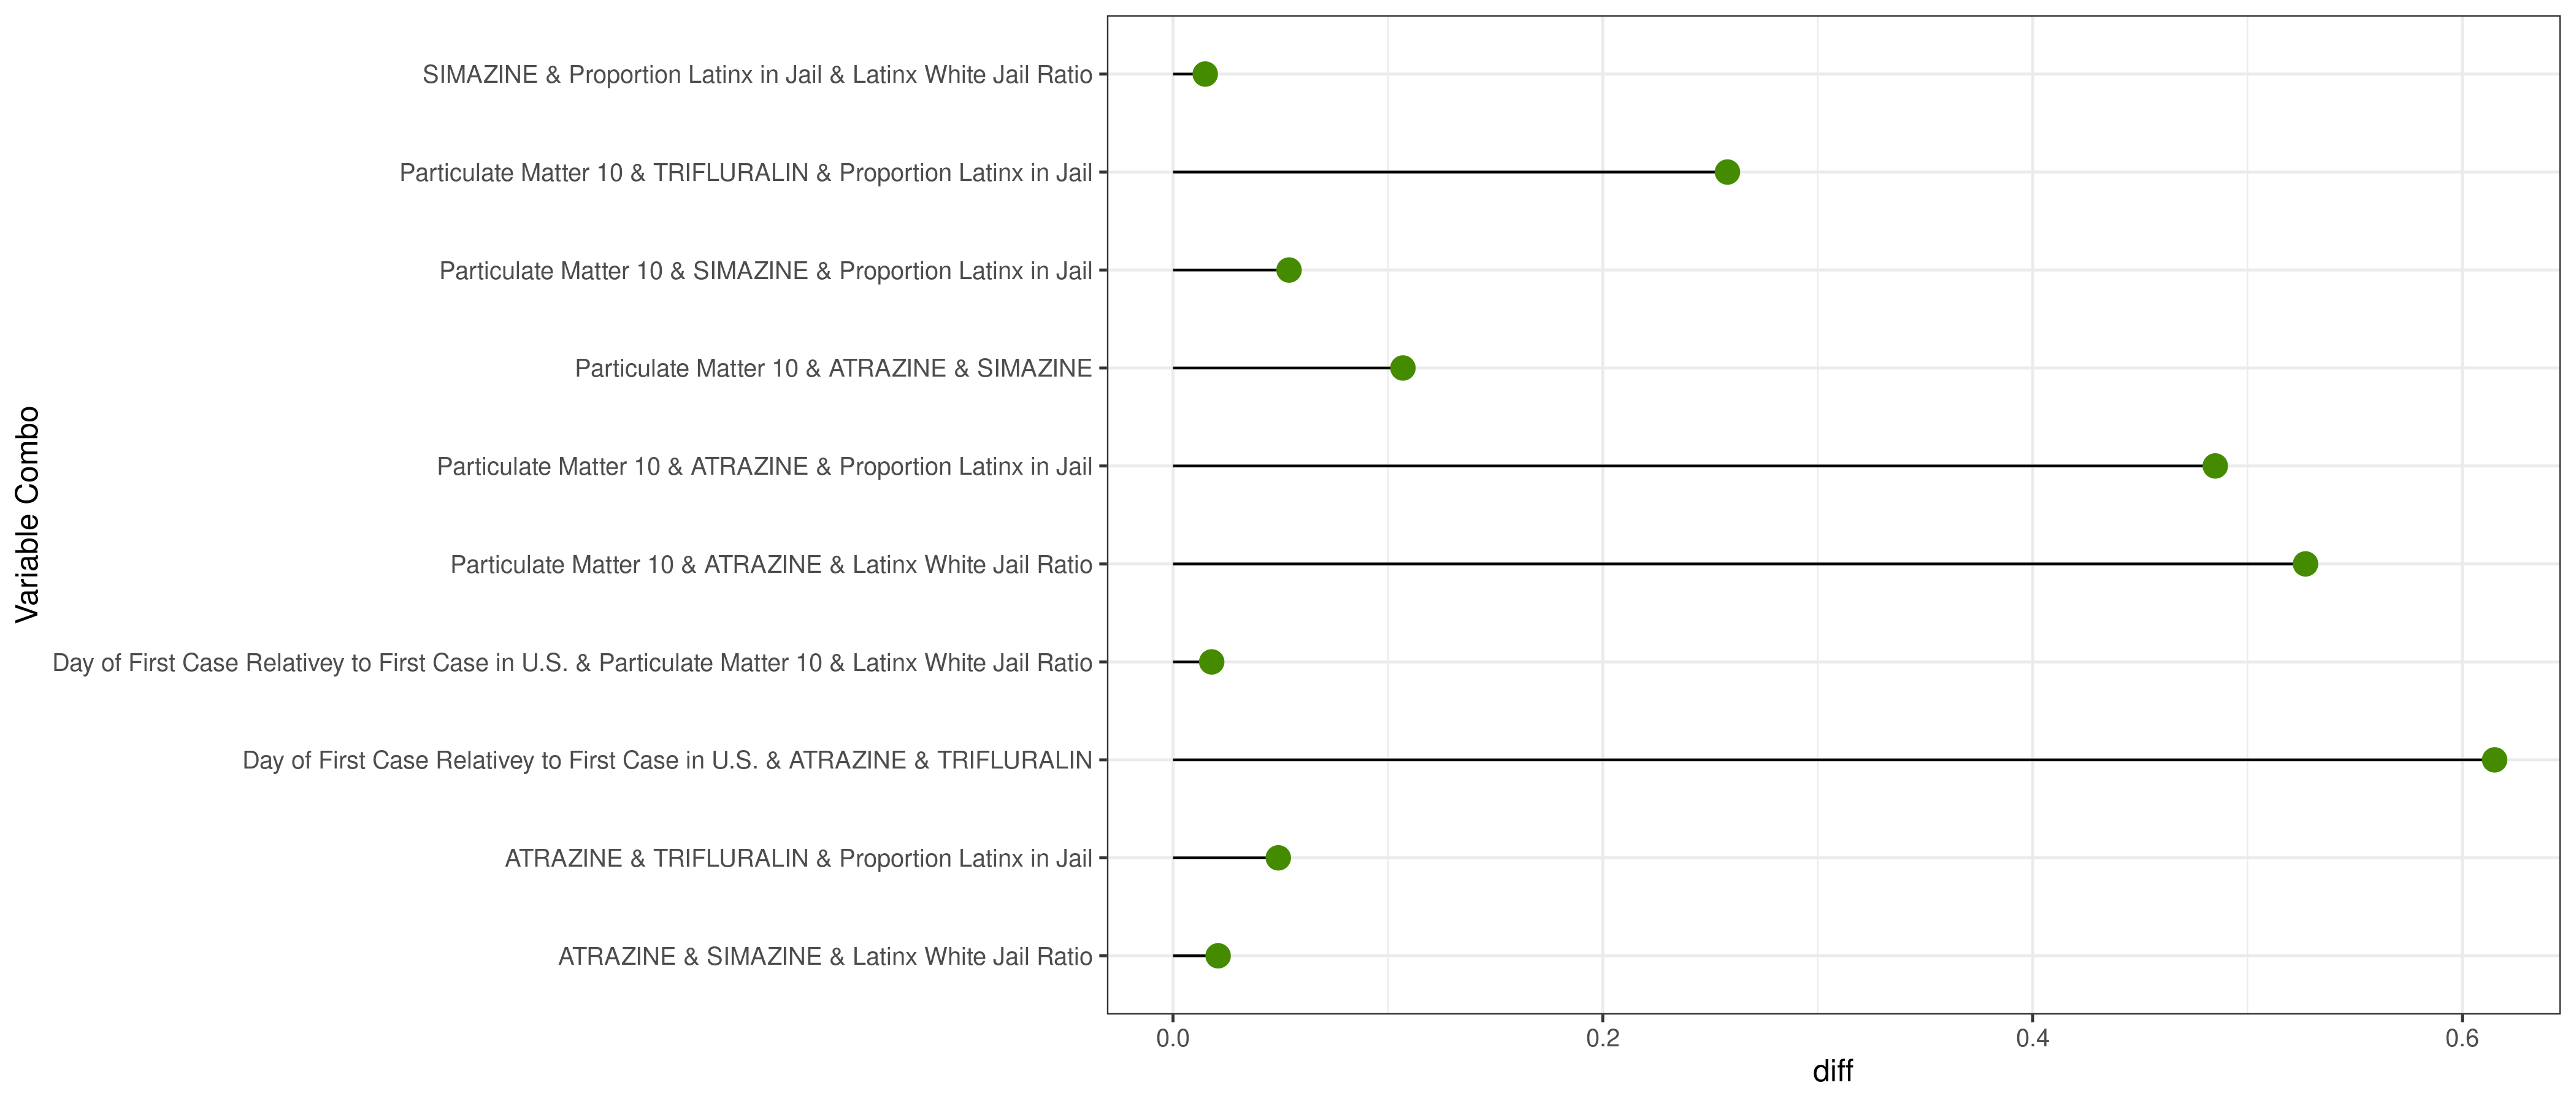 SIMAZINE & Proportion Latinx in Jail & Latinx White Jail Ratio
Particulate Matter 10 & TRIFLURALIN & Proportion Latinx in Jail
Particulate Matter 10 & SIMAZINE & Proportion Latinx in Jail
Particulate Matter 10 & ATRAZINE & SIMAZINE
Particulate Matter 10 & ATRAZINE & Proportion Latinx in Jail
Particulate Matter 10 & ATRAZINE & Latinx White Jail Ratio
Day of First Case Relativey to First Case in U.S. & Particulate Matter 10 & Latinx White Jail Ratio
Day of First Case Relativey to First Case in U.S. & ATRAZINE & TRIFLURALIN
ATRAZINE & TRIFLURALIN & Proportion Latinx in Jail
ATRAZINE & SIMAZINE & Latinx White Jail Ratio
Variable Combo
0.0 0.2 0.4 0.6
diff